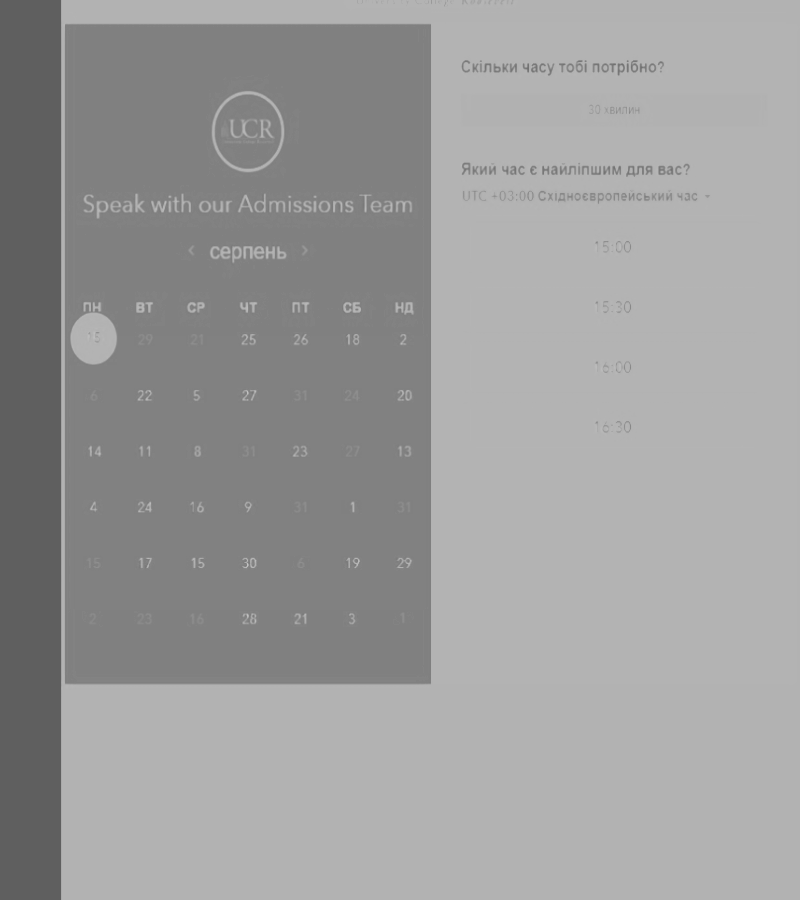 UCR
Speak with our Admissions Team
‹ серпень ›
ПН ВТ СР ЧТ ПТ СБ НД
15 29 21 25 26 18 2
6 22 5 27 31 24 20
14 11 8 31 23 27 13
4 24 16 9 31 1 31
15 17 15 30 6 19 29
2 23 16 28 21 3 1
Скільки часу тобі потрібно?
30 хвилин
Який час є найліпшим для вас?
UTC +03:00 Східноєвропейський час
15:00
15:30
16:00
16:30